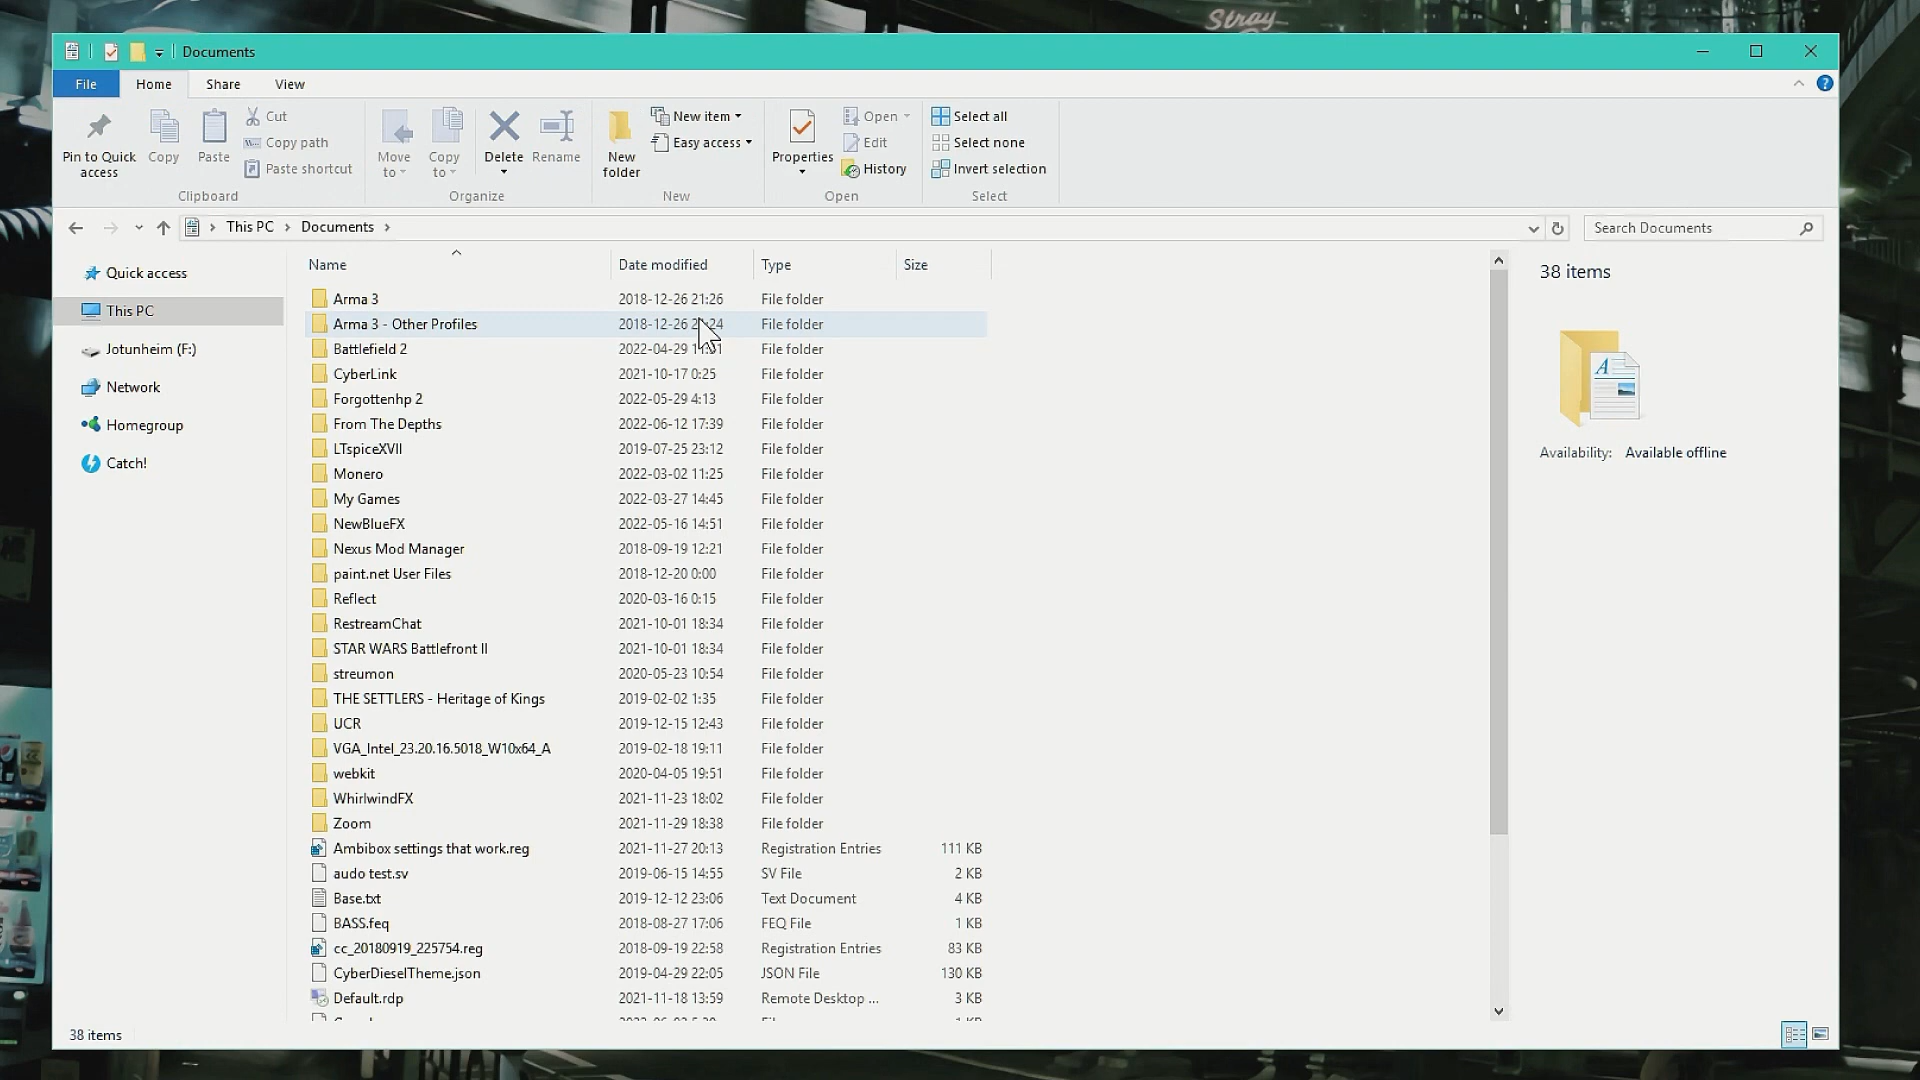 Stray
Documents
File Home Share View
Pin to Quick access
Copy
Paste
Cut
Copy path
Paste shortcut
Clipboard
Move to
Copy to
Delete
Rename
Organize
New folder
New item
Easy access
New
Properties
Open
Edit
History
Open
Select all
Select none
Invert selection
Select
This PC Documents
Search Documents
Quick access
This PC
Jotunheim (F:)
Network
Homegroup
Catch!
Name Date modified Type Size
Arma 3 2018-12-26 21:26 File folder
Arma 3 - Other Profiles 2018-12-26 File folder
Battlefield 2 2022-04-29 File folder
CyberLink 2021-10-17 0:25 File folder
Forgottenhp 2 2022-05-29 4:13 File folder
From The Depths 2022-06-12 17:39 File folder
LTspiceXVII 2019-07-25 23:12 File folder
Monero 2022-03-02 11:25 File folder
My Games 2022-03-27 14:45 File folder
NewBlueFX 2022-05-16 14:51 File folder
Nexus Mod Manager 2018-09-19 12:21 File folder
paint.net User Files 2018-12-20 0:00 File folder
Reflect 2020-03-16 0:15 File folder
RestreamChat 2021-10-01 18:34 File folder
STAR WARS Battlefront II 2021-10-01 18:34 File folder
streumon 2020-05-23 10:54 File folder
THE SETTLERS - Heritage of Kings 2019-02-02 1:35 File folder
UCR 2019-12-15 12:43 File folder
VGA_Intel_23.20.16.5018_W10x64_A 2019-02-18 19:11 File folder
webkit 2020-04-05 19:51 File folder
WhirlwindFX 2021-11-23 18:02 File folder
Zoom 2021-11-29 18:38 File folder
Ambibox settings that work.reg 2021-11-27 20:13 Registration Entries 111 KB
audo test.sv 2019-06-15 14:55 SV File 2 KB
Base.txt 2019-12-12 23:06 Text Document 4 KB
BASS.feq 2018-08-27 17:06 FEQ File 1 KB
cc_20180919_225754.reg 2018-09-19 22:58 Registration Entries 83 KB
CyberDieselTheme.json 2019-04-29 22:05 JSON File 130 KB
Default.rdp 2021-11-18 13:59 Remote Desktop ... 3 KB
38 items
Availability: Available offline
38 items